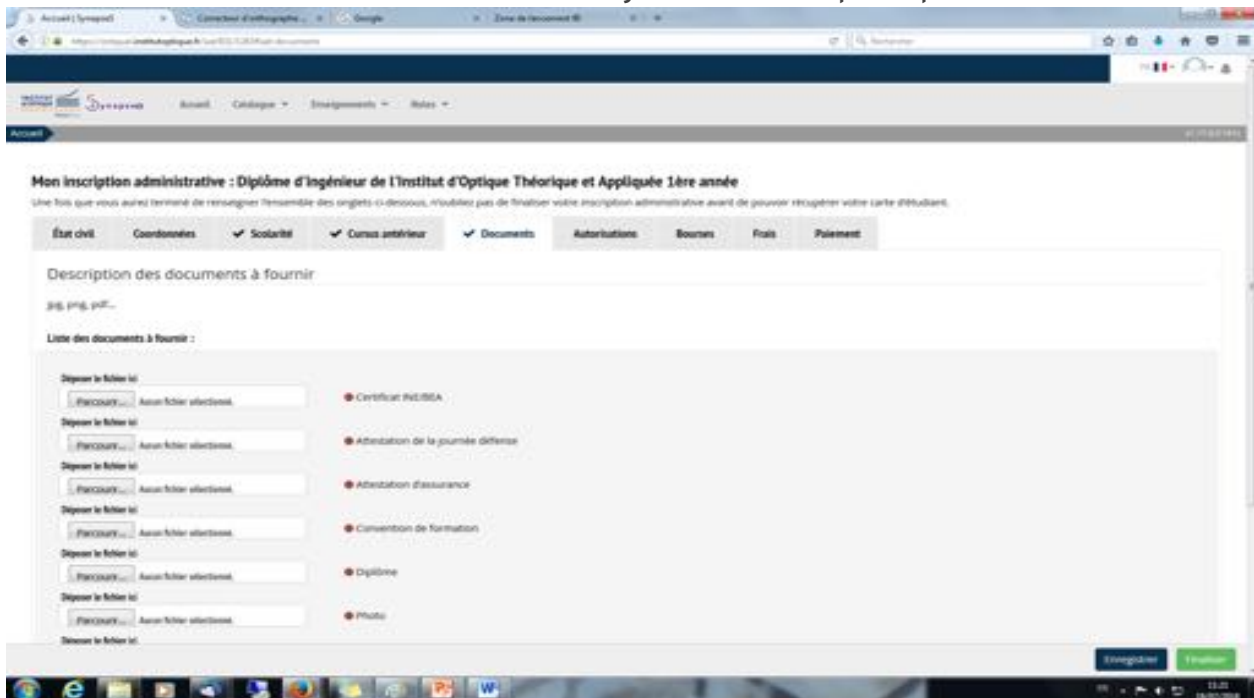 Accueil | Synapse
Correcteur d'orthographe...
Google
Zone de lancement
Rechercher
Synapse
Accueil
Catalogue
Enseignements
Notes
Accueil
Mon inscription administrative : Diplôme d'Ingénieur de l'Institut d'Optique Théorique et Appliquée 1ère année
Une fois que vous aurez terminé de renseigner l'ensemble des onglets ci-dessous, n'oubliez pas de finaliser votre inscription administrative avant de pouvoir récupérer votre carte d'étudiant.
État civil
Coordonnées
Scolarité
Cursus antérieur
Documents
Autorisations
Bourses
Frais
Paiement
Description des documents à fournir
jpg, png, pdf...
Liste des documents à fournir :
Déposer le fichier ici
Parcourir... Aucun fichier sélectionné.
Certificat INE/BEA
Déposer le fichier ici
Parcourir... Aucun fichier sélectionné.
Attestation de la journée défense
Déposer le fichier ici
Parcourir... Aucun fichier sélectionné.
Attestation d'assurance
Déposer le fichier ici
Parcourir... Aucun fichier sélectionné.
Convention de formation
Déposer le fichier ici
Parcourir... Aucun fichier sélectionné.
Diplôme
Déposer le fichier ici
Parcourir... Aucun fichier sélectionné.
Photo
Déposer le fichier ici
Enregistrer
Finaliser